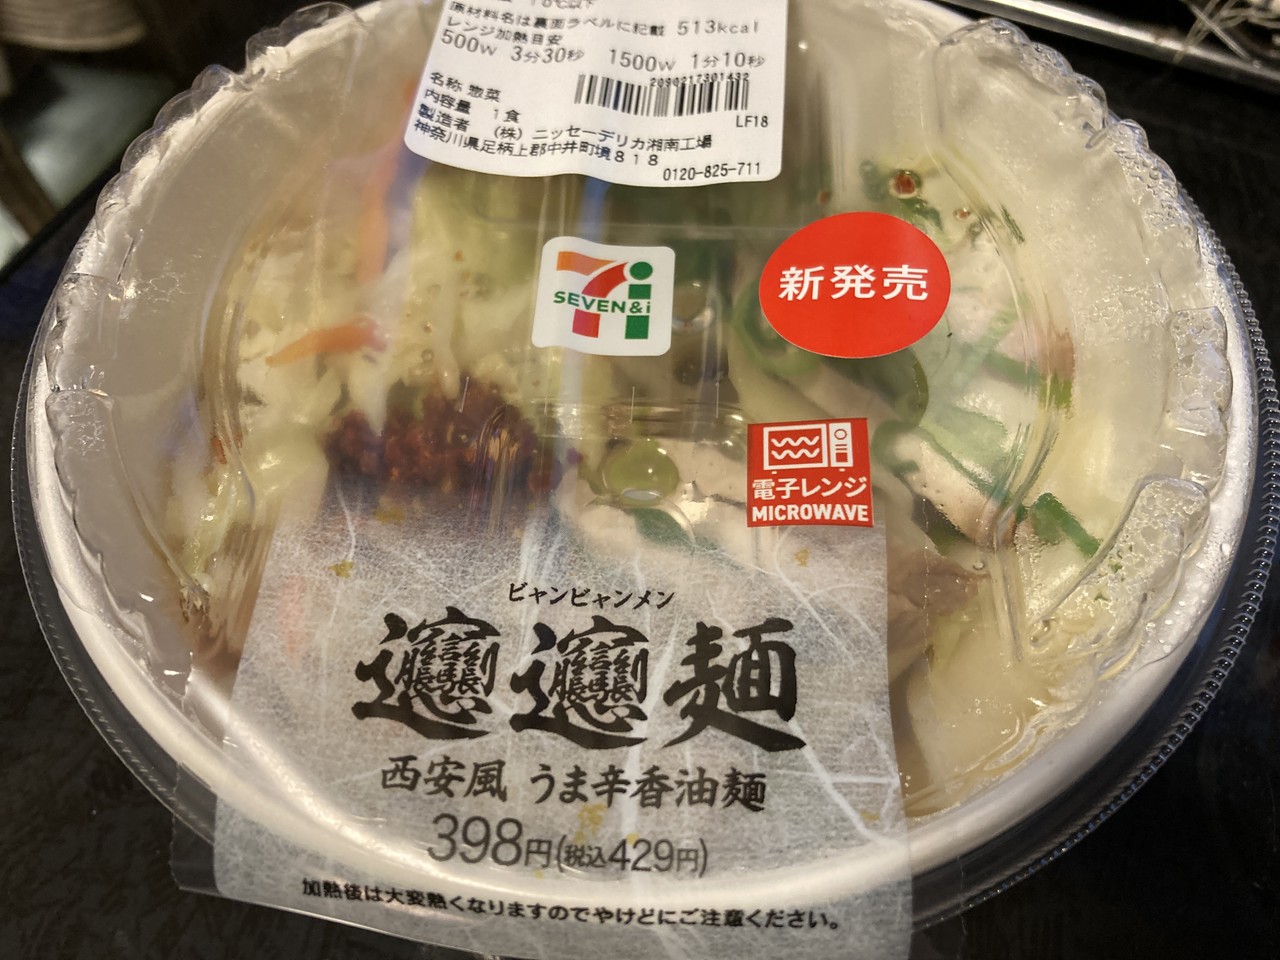 10℃以下
原材料名は裏面ラベルに記載 513kcal
レンジ加熱目安
500w 3分30秒 1500w 1分10秒
2090217301432
名称 惣菜
内容量 1食
LF18
製造者 (株)ニッセーデリカ湘南工場
神奈川県足柄上郡中井町境818
0120-825-711
SEVEN&i
新発売
電子レンジ
MICROWAVE
ビャンビャンメン
𰻞𰻞麺
西安風 うま辛香油麺
398円(税込429円)
加熱後は大変熱くなりますのでやけどにご注意ください。